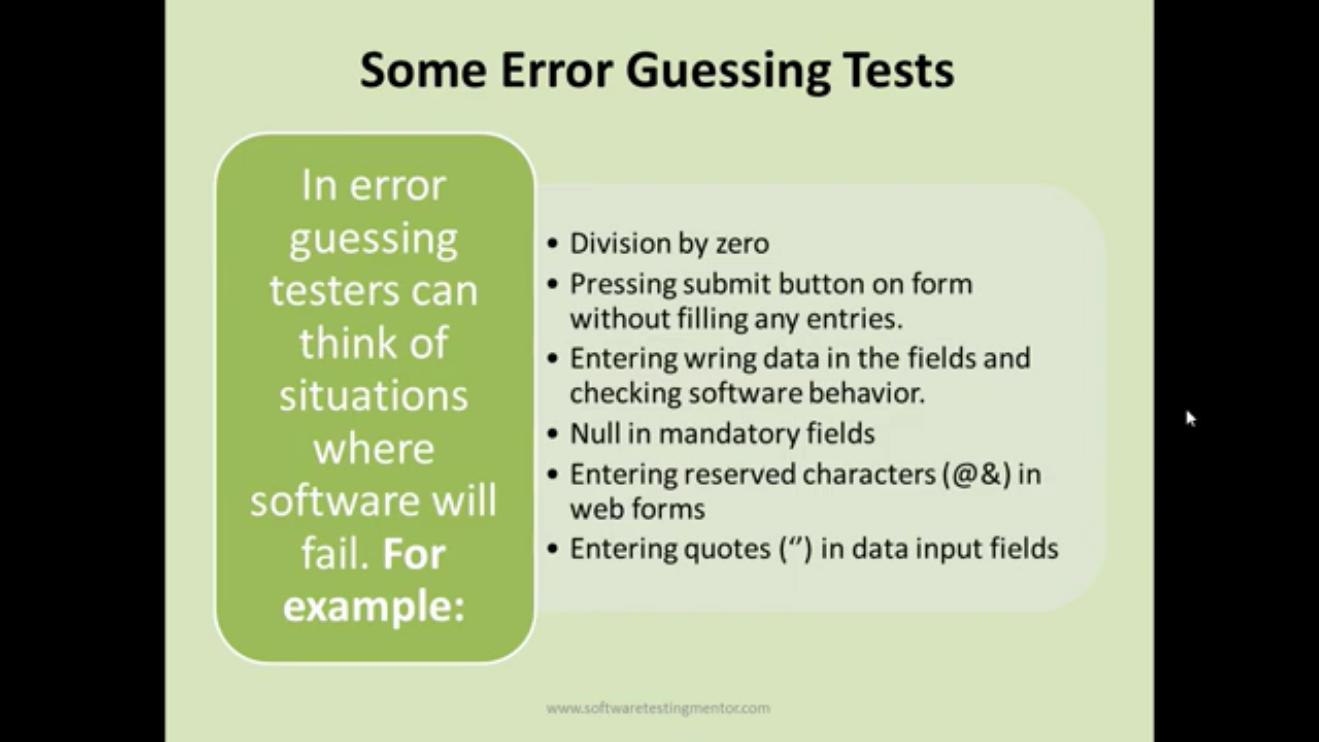 Some Error Guessing Tests
In error
guessing
testers can
think of
situations
where
software will
fail. For
example:
• Division by zero
• Pressing submit button on form
without filling any entries.
• Entering wring data in the fields and
checking software behavior.
• Null in mandatory fields
• Entering reserved characters (@&) in
web forms
• Entering quotes (‘’) in data input fields
www.softwaretestingmentor.com